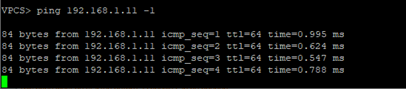 VPCS> ping 192.168.1.11 -l
84 bytes from 192.168.1.11 icmp_seq=1 ttl=64 time=0.995 ms
84 bytes from 192.168.1.11 icmp_seq=2 ttl=64 time=0.624 ms
84 bytes from 192.168.1.11 icmp_seq=3 ttl=64 time=0.547 ms
84 bytes from 192.168.1.11 icmp_seq=4 ttl=64 time=0.788 ms